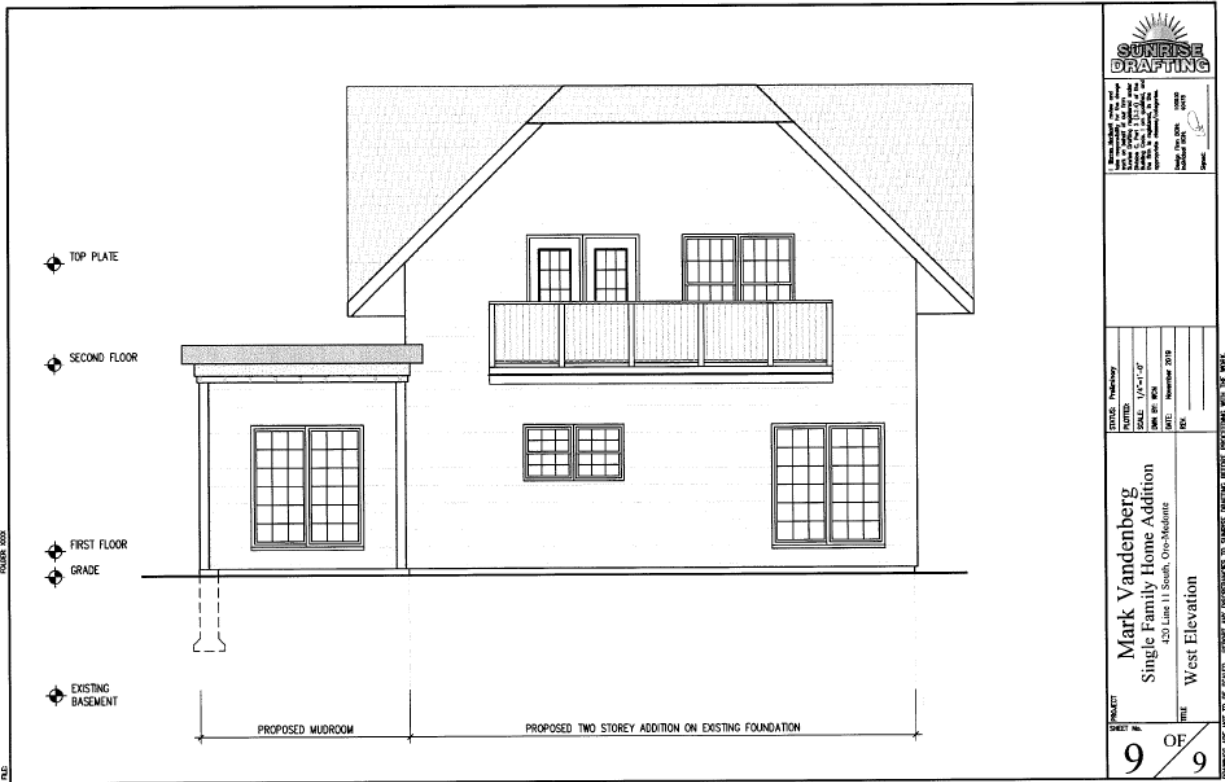 TOP PLATE
SECOND FLOOR
FIRST FLOOR
GRADE
EXISTING
BASEMENT
PROPOSED MUDROOM
PROPOSED TWO STOREY ADDITION ON EXISTING FOUNDATION
SUNRISE
DRAFTING
STATUS: Preliminary
PLOTTED:
SCALE: 1/4"=1'-0"
DATE: November 2019
REV.
PROJECT
Mark Vandenberg
Single Family Home Addition
420 Line 11 South, Oro-Medonte
TITLE
West Elevation
SHEET No.
9 OF 9